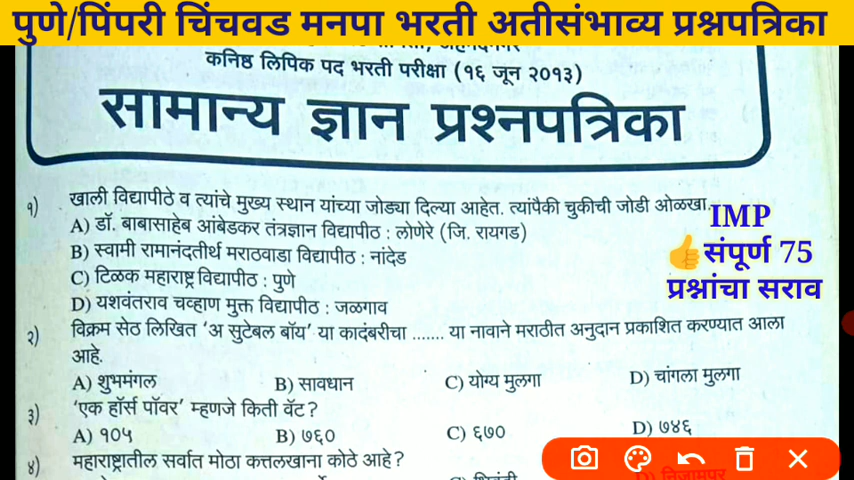 पुणे/पिंपरी चिंचवड मनपा भरती अतीसंभाव्य प्रश्नपत्रिका
कनिष्ठ लिपिक पद भरती परीक्षा (१६ जून २०१३)
सामान्य ज्ञान प्रश्नपत्रिका
१) खाली विद्यापीठे व त्यांचे मुख्य स्थान यांच्या जोड्या दिल्या आहेत. त्यांपैकी चुकीची जोडी ओळखा.
A) डॉ. बाबासाहेब आंबेडकर तंत्रज्ञान विद्यापीठ : लोणेरे (जि. रायगड)
B) स्वामी रामानंदतीर्थ मराठवाडा विद्यापीठ : नांदेड
C) टिळक महाराष्ट्र विद्यापीठ : पुणे
D) यशवंतराव चव्हाण मुक्त विद्यापीठ : जळगाव
IMP
👍संपूर्ण 75
प्रश्नांचा सराव
२) विक्रम सेठ लिखित ‘अ सुटेबल बॉय’ या कादंबरीचा ....... या नावाने मराठीत अनुदान प्रकाशित करण्यात आला
आहे.
A) शुभमंगल B) सावधान C) योग्य मुलगा D) चांगला मुलगा
३) ‘एक हॉर्स पॉवर’ म्हणजे किती वॅट ?
A) १०५ B) ७६० C) ६७० D) ७४६
४) महाराष्ट्रातील सर्वात मोठा कत्तलखाना कोठे आहे ?